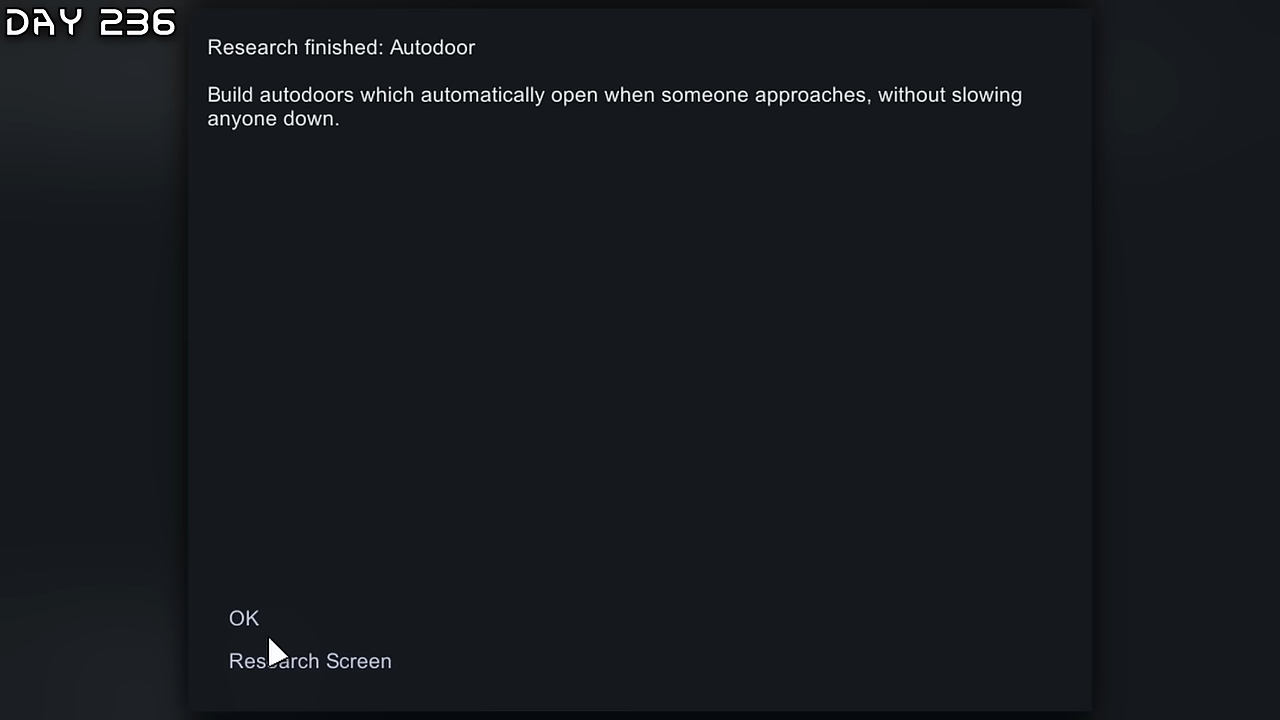 DAY 236
Research finished: Autodoor
Build autodoors which automatically open when someone approaches, without slowing
anyone down.
OK
Research Screen